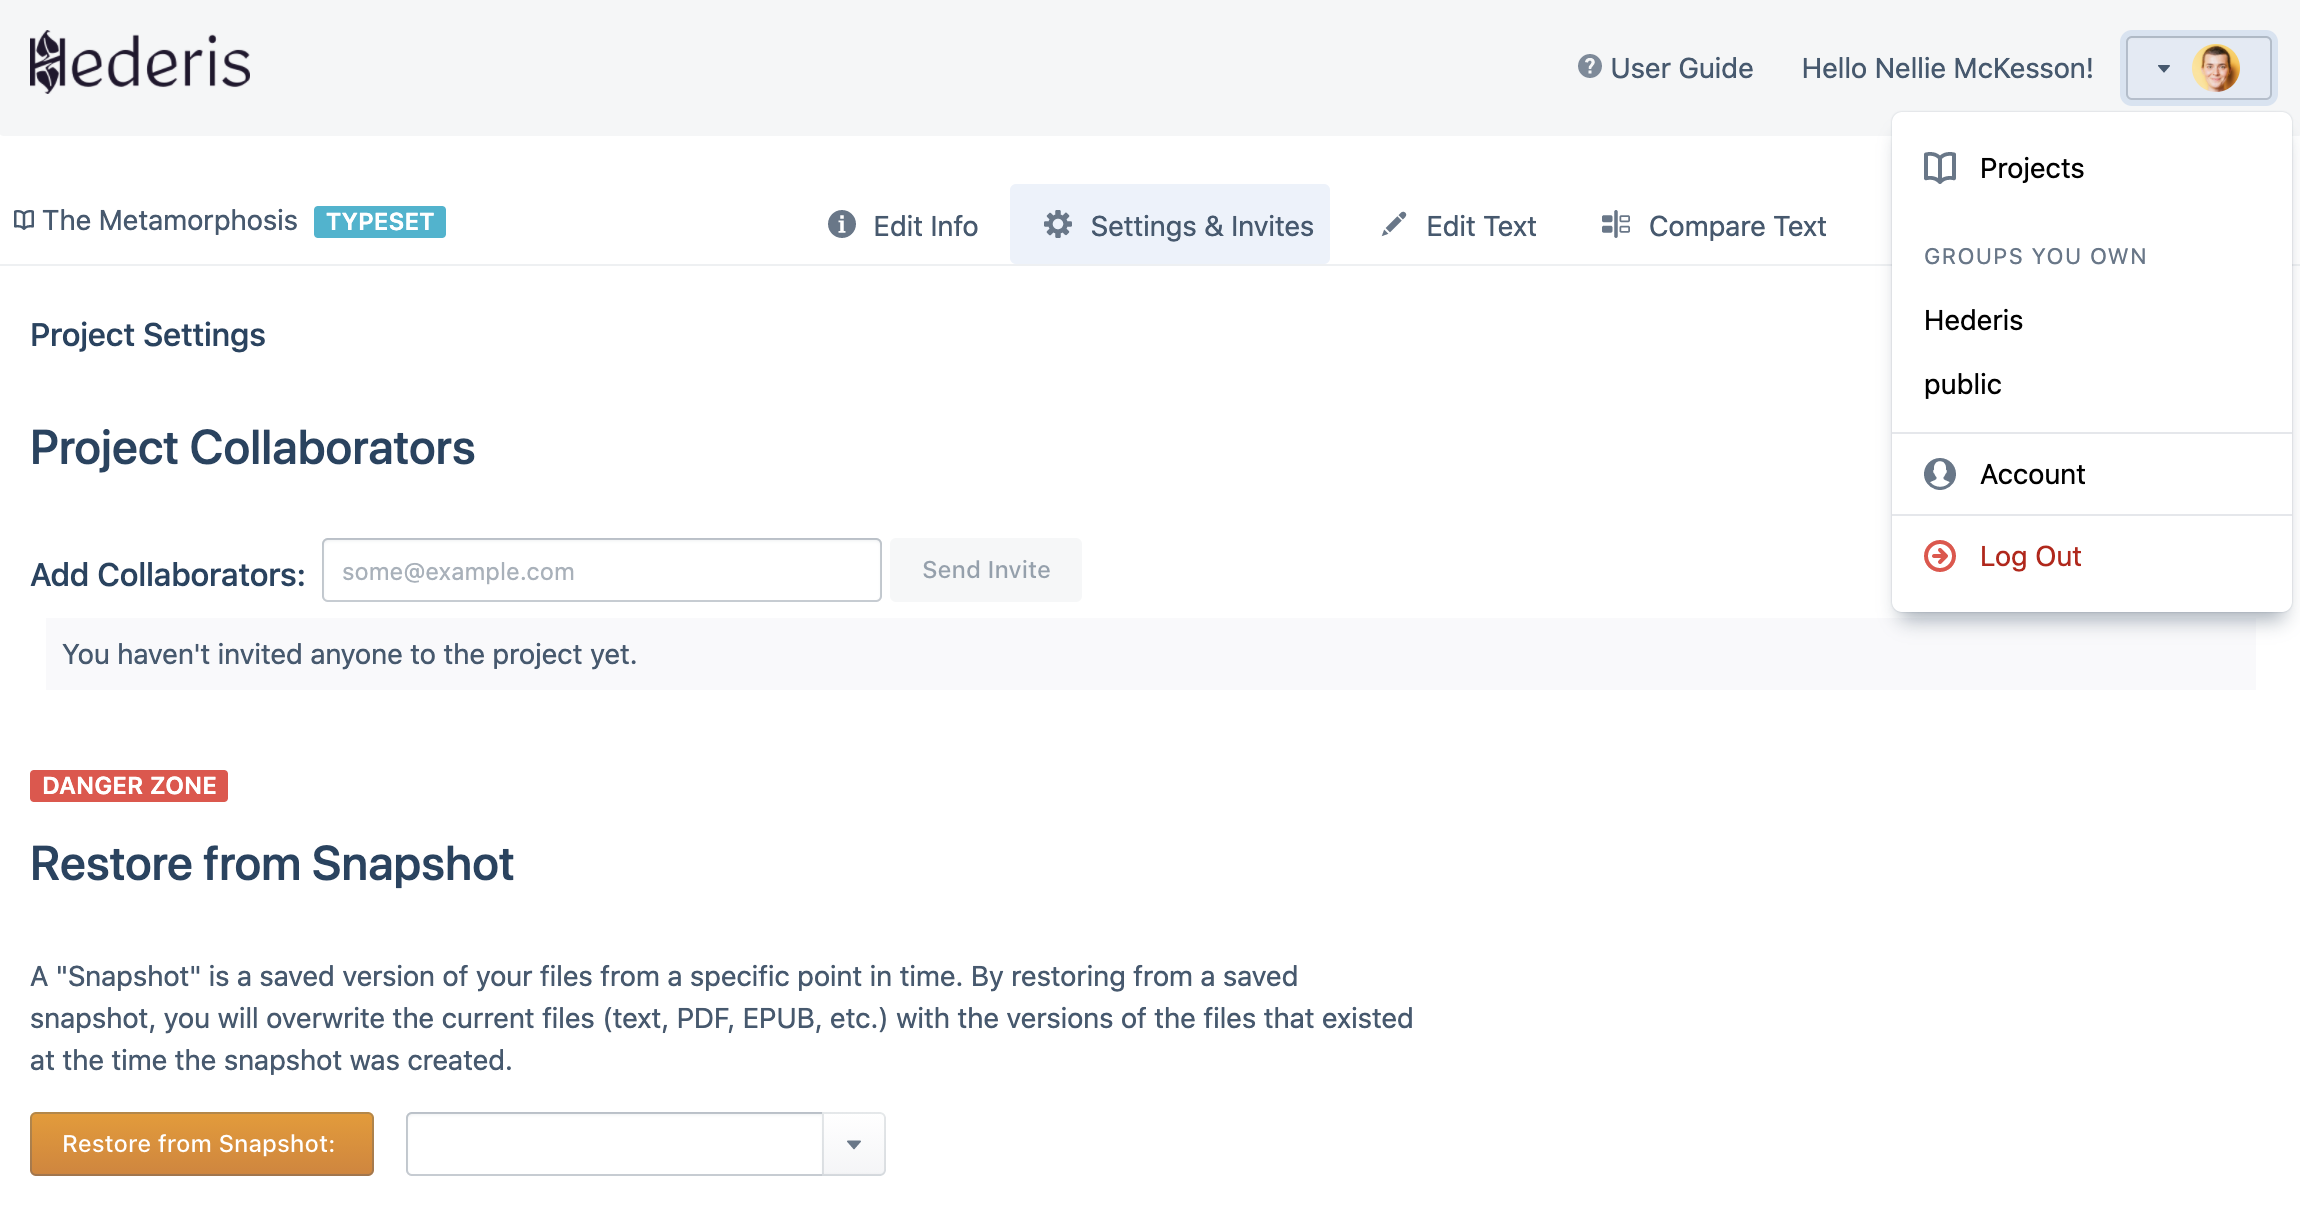 Hederis
User Guide
Hello Nellie McKesson!
The Metamorphosis
TYPESET
Edit Info
Settings & Invites
Edit Text
Compare Text
Projects
GROUPS YOU OWN
Hederis
public
Account
Log Out
Project Settings
Project Collaborators
Add Collaborators:
some@example.com
Send Invite
You haven't invited anyone to the project yet.
DANGER ZONE
Restore from Snapshot
A "Snapshot" is a saved version of your files from a specific point in time. By restoring from a saved
snapshot, you will overwrite the current files (text, PDF, EPUB, etc.) with the versions of the files that existed
at the time the snapshot was created.
Restore from Snapshot: